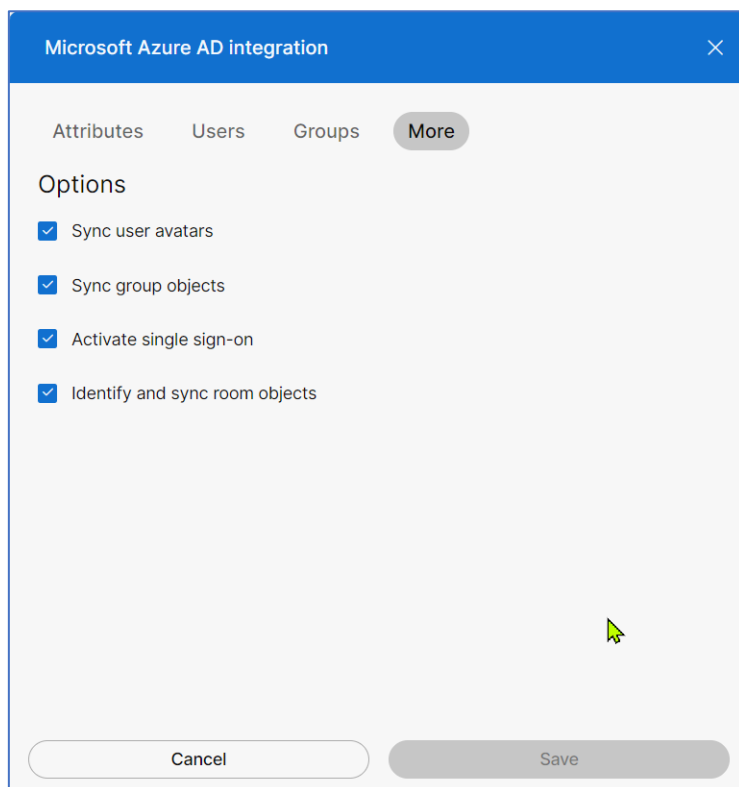 Microsoft Azure AD integration
Attributes Users Groups More
Options
Sync user avatars
Sync group objects
Activate single sign-on
Identify and sync room objects
Cancel Save